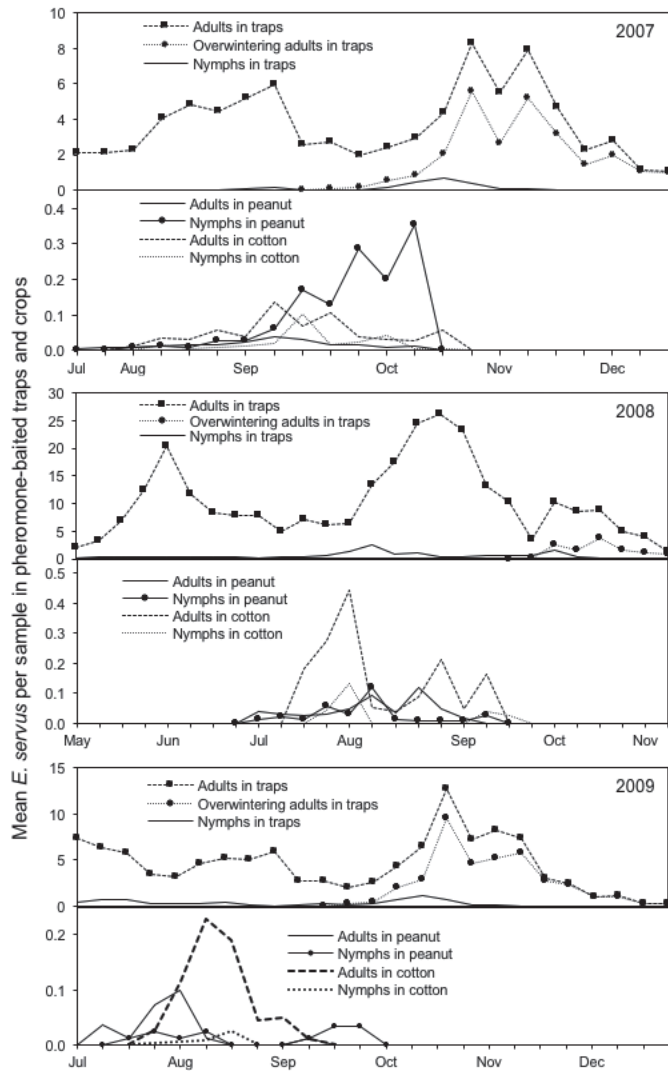 Mean E. servus per sample in pheromone-baited traps and crops
10
8
6
4
2
0
Adults in traps
Overwintering adults in traps
Nymphs in traps
2007
0.4
0.3
0.2
0.1
0.0
Adults in peanut
Nymphs in peanut
Adults in cotton
Nymphs in cotton
Jul Aug Sep Oct Nov Dec
30
25
20
15
10
5
0
Adults in traps
Overwintering adults in traps
Nymphs in traps
2008
0.5
0.4
0.3
0.2
0.1
0.0
Adults in peanut
Nymphs in peanut
Adults in cotton
Nymphs in cotton
May Jun Jul Aug Sep Oct Nov
15
10
5
0
Adults in traps
Overwintering adults in traps
Nymphs in traps
2009
0.2
0.1
0.0
Adults in peanut
Nymphs in peanut
Adults in cotton
Nymphs in cotton
Jul Aug Sep Oct Nov Dec